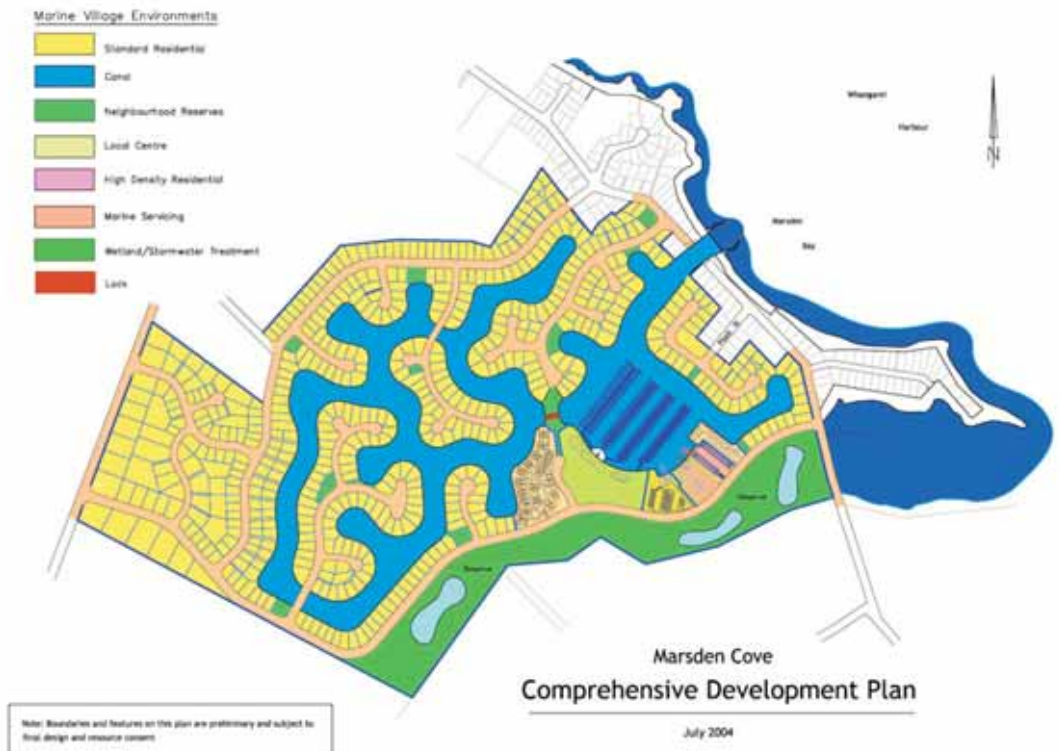 Marine Village Environments
Standard Residential
Canal
Neighbourhood Reserves
Local Centre
High Density Residential
Marine Servicing
Wetland/Stormwater Treatment
Lock
Whangarei
Harbour
N
Marsden
Bay
Reserve
Reserve
Marsden Cove
Comprehensive Development Plan
July 2004
Note: Boundaries and features on this plan are preliminary and subject to
final design and resource consent